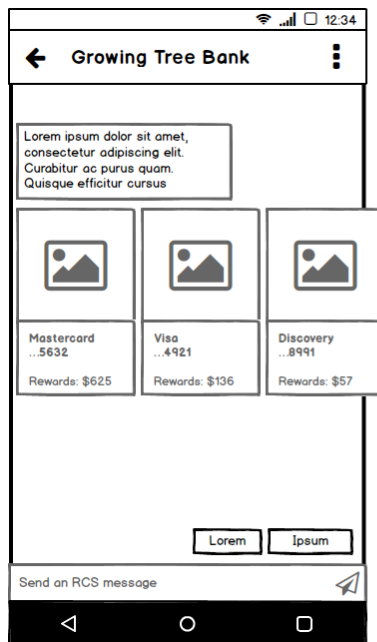 12:34
Growing Tree Bank
Lorem ipsum dolor sit amet,
consectetur adipiscing elit.
Curabitur ac purus quam.
Quisque efficitur cursus
Mastercard
...5632
Rewards: $625
Visa
...4921
Rewards: $136
Discovery
...8991
Rewards: $57
Lorem
Ipsum
Send an RCS message